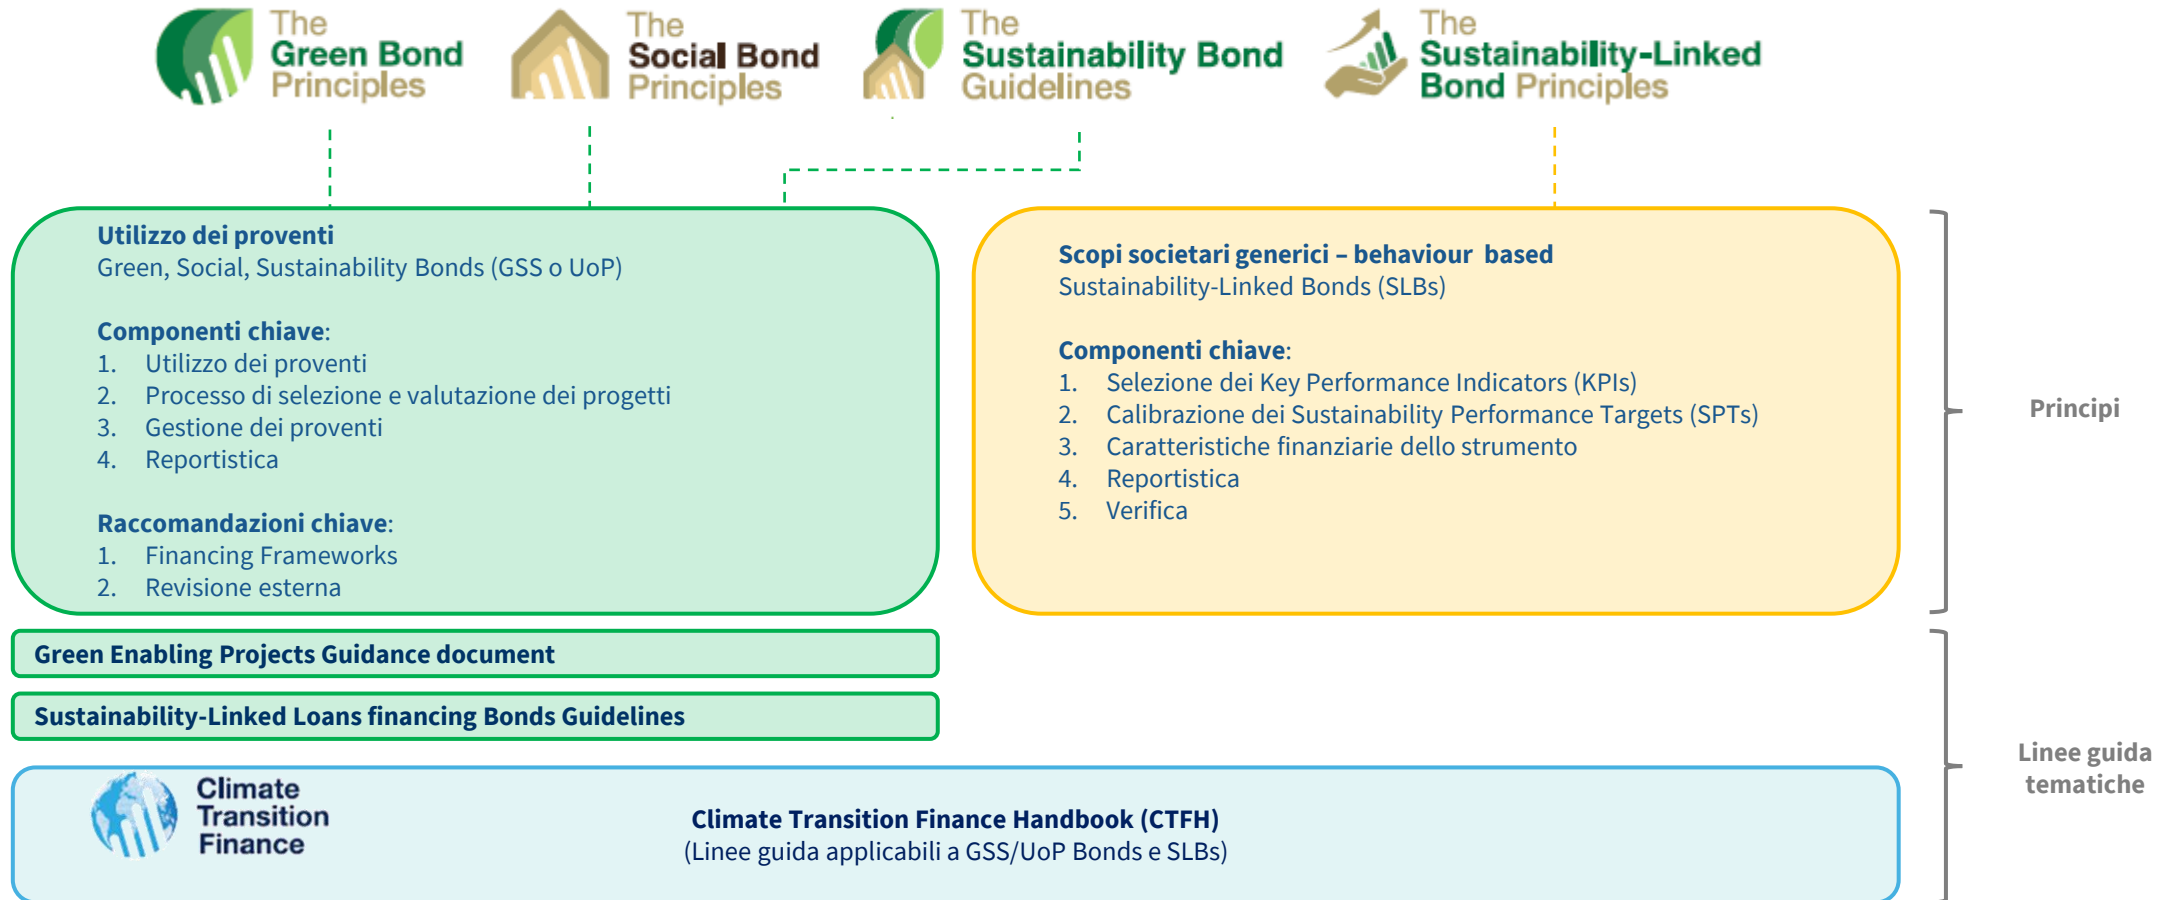 The
Green Bond
Principles
The
Social Bond
Principles
The
Sustainability Bond
Guidelines
The
Sustainability-Linked
Bond Principles
Utilizzo dei proventi
Green, Social, Sustainability Bonds (GSS o UoP)
Componenti chiave:
1. Utilizzo dei proventi
2. Processo di selezione e valutazione dei progetti
3. Gestione dei proventi
4. Reportistica
Raccomandazioni chiave:
1. Financing Frameworks
2. Revisione esterna
Scopi societari generici – behaviour based
Sustainability-Linked Bonds (SLBs)
Componenti chiave:
1. Selezione dei Key Performance Indicators (KPIs)
2. Calibrazione dei Sustainability Performance Targets (SPTs)
3. Caratteristiche finanziarie dello strumento
4. Reportistica
5. Verifica
Principi
Green Enabling Projects Guidance document
Sustainability-Linked Loans financing Bonds Guidelines
Climate
Transition
Finance
Climate Transition Finance Handbook (CTFH)
(Linee guida applicabili a GSS/UoP Bonds e SLBs)
Linee guida
tematiche